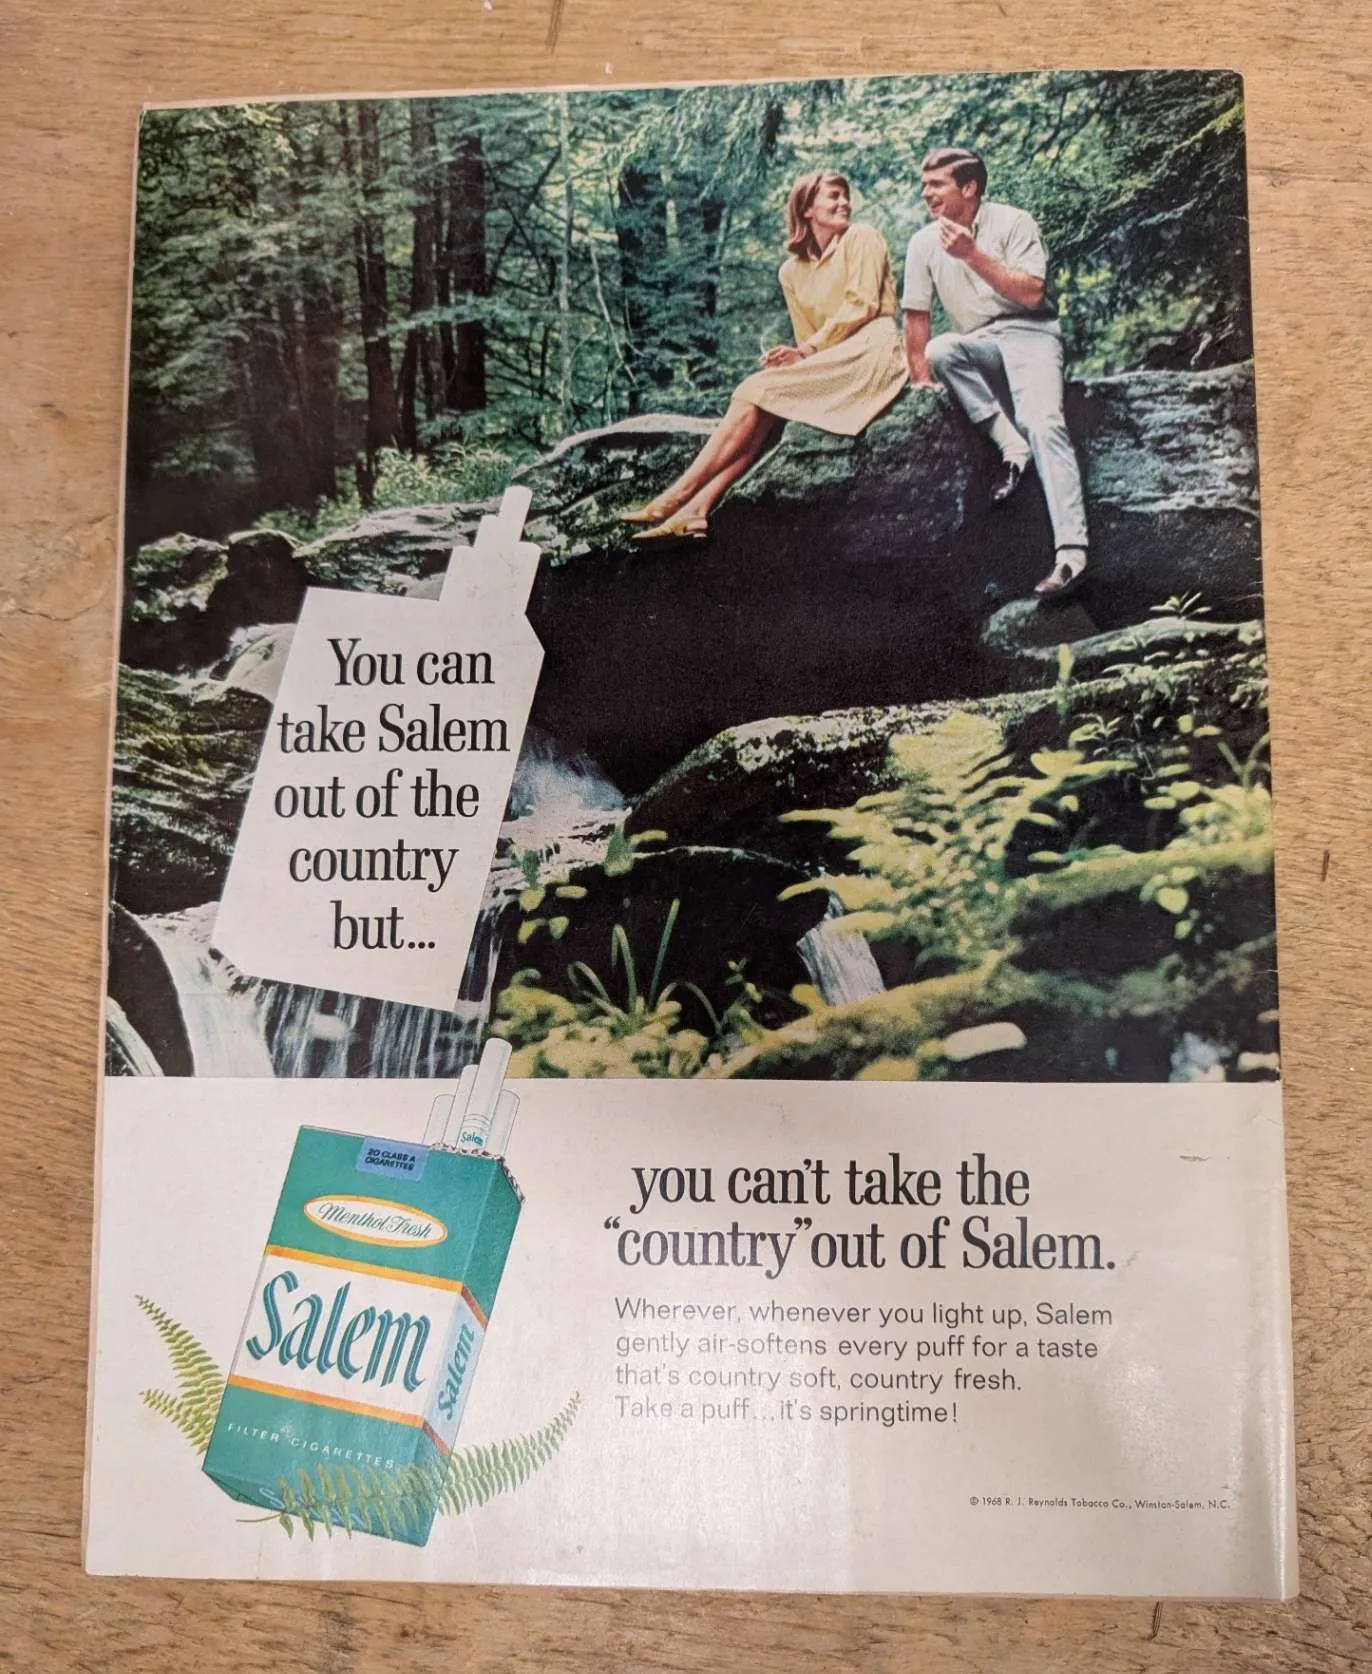 You can
take Salem
out of the
country
but...
20 CLASS A
CIGARETTES
Salem
Menthol Fresh
Salem
Salem
FILTER CIGARETTES
you can't take the
“country” out of Salem.
Wherever, whenever you light up, Salem
gently air-softens every puff for a taste
that's country soft, country fresh.
Take a puff...it's springtime!
© 1968 R. J. Reynolds Tobacco Co., Winston-Salem, N.C.